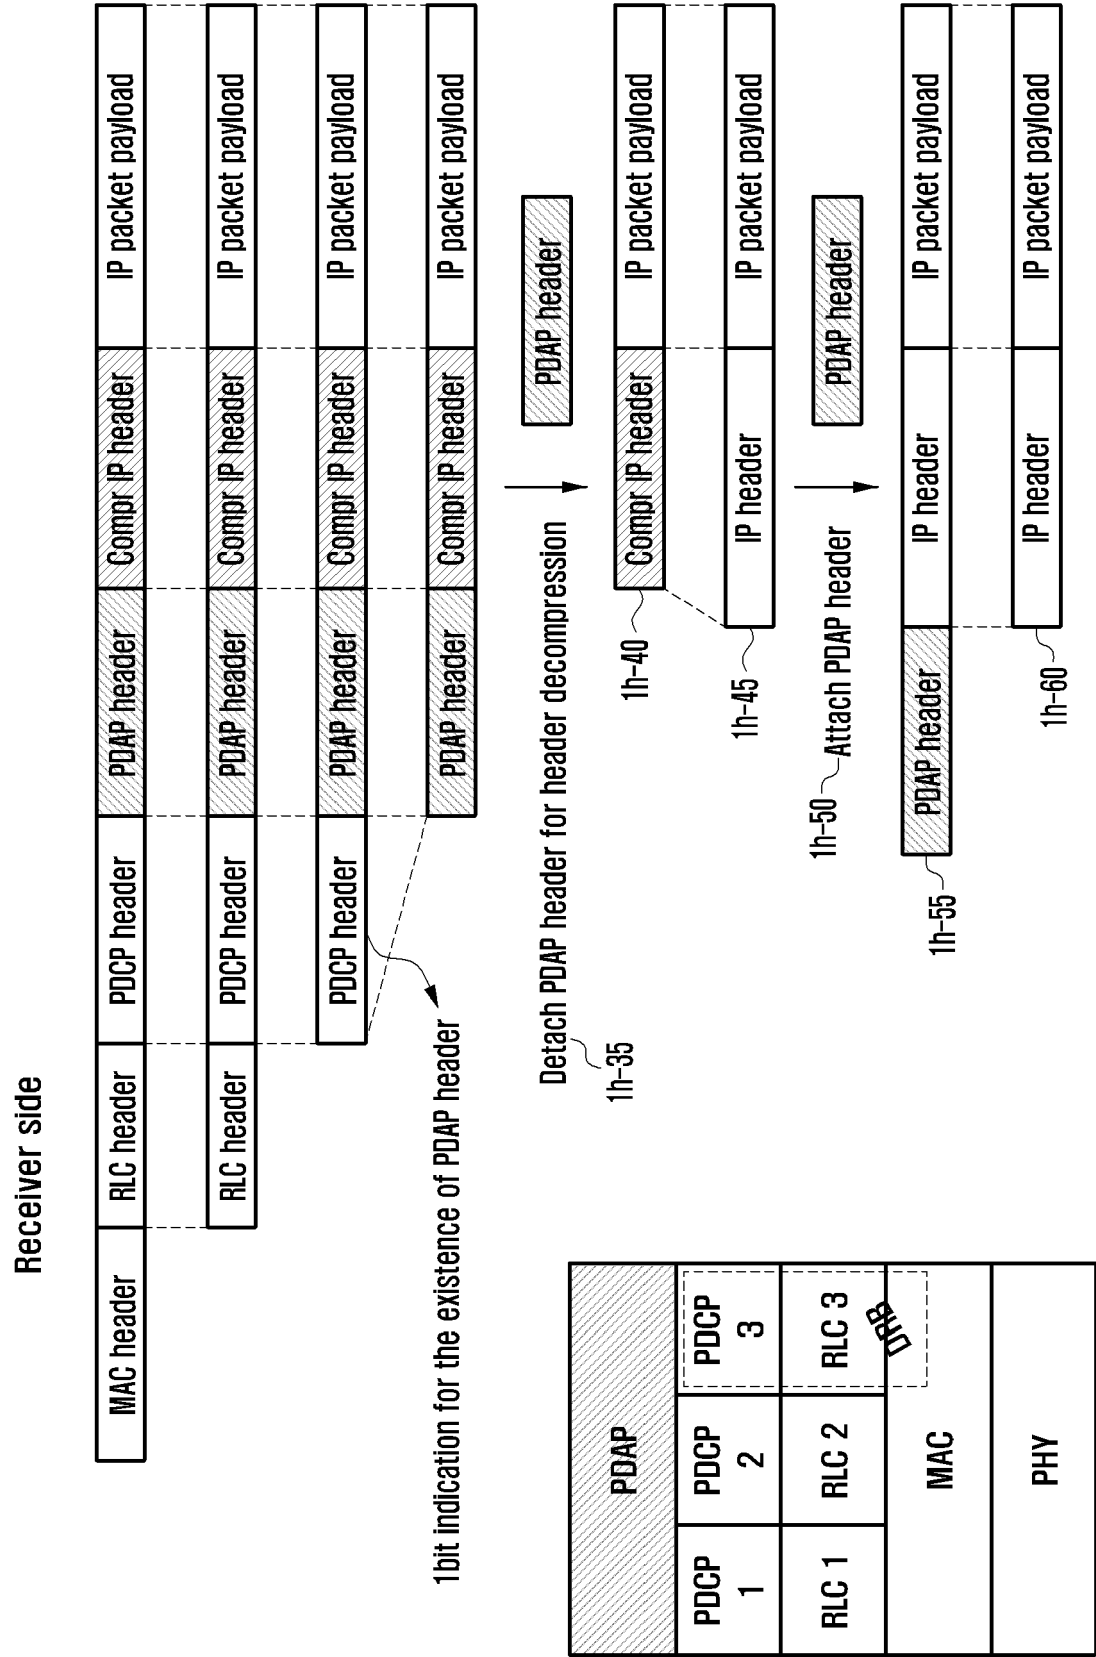 Receiver side
MAC header RLC header PDCP header PDAP header Compr IP header IP packet payload
RLC header PDCP header PDAP header Compr IP header IP packet payload
PDCP header PDAP header Compr IP header IP packet payload
1bit indication for the existence of PDAP header
PDAP header Compr IP header IP packet payload
Detach PDAP header for header decompression
1h-35
PDAP header
1h-40
Compr IP header IP packet payload
1h-45
IP header IP packet payload
1h-50 Attach PDAP header
PDAP header
1h-55
PDAP header IP header IP packet payload
1h-60
IP header IP packet payload
PDAP
PDCP 1
PDCP 2
PDCP 3
RLC 1
RLC 2
RLC 3
DRB
MAC
PHY